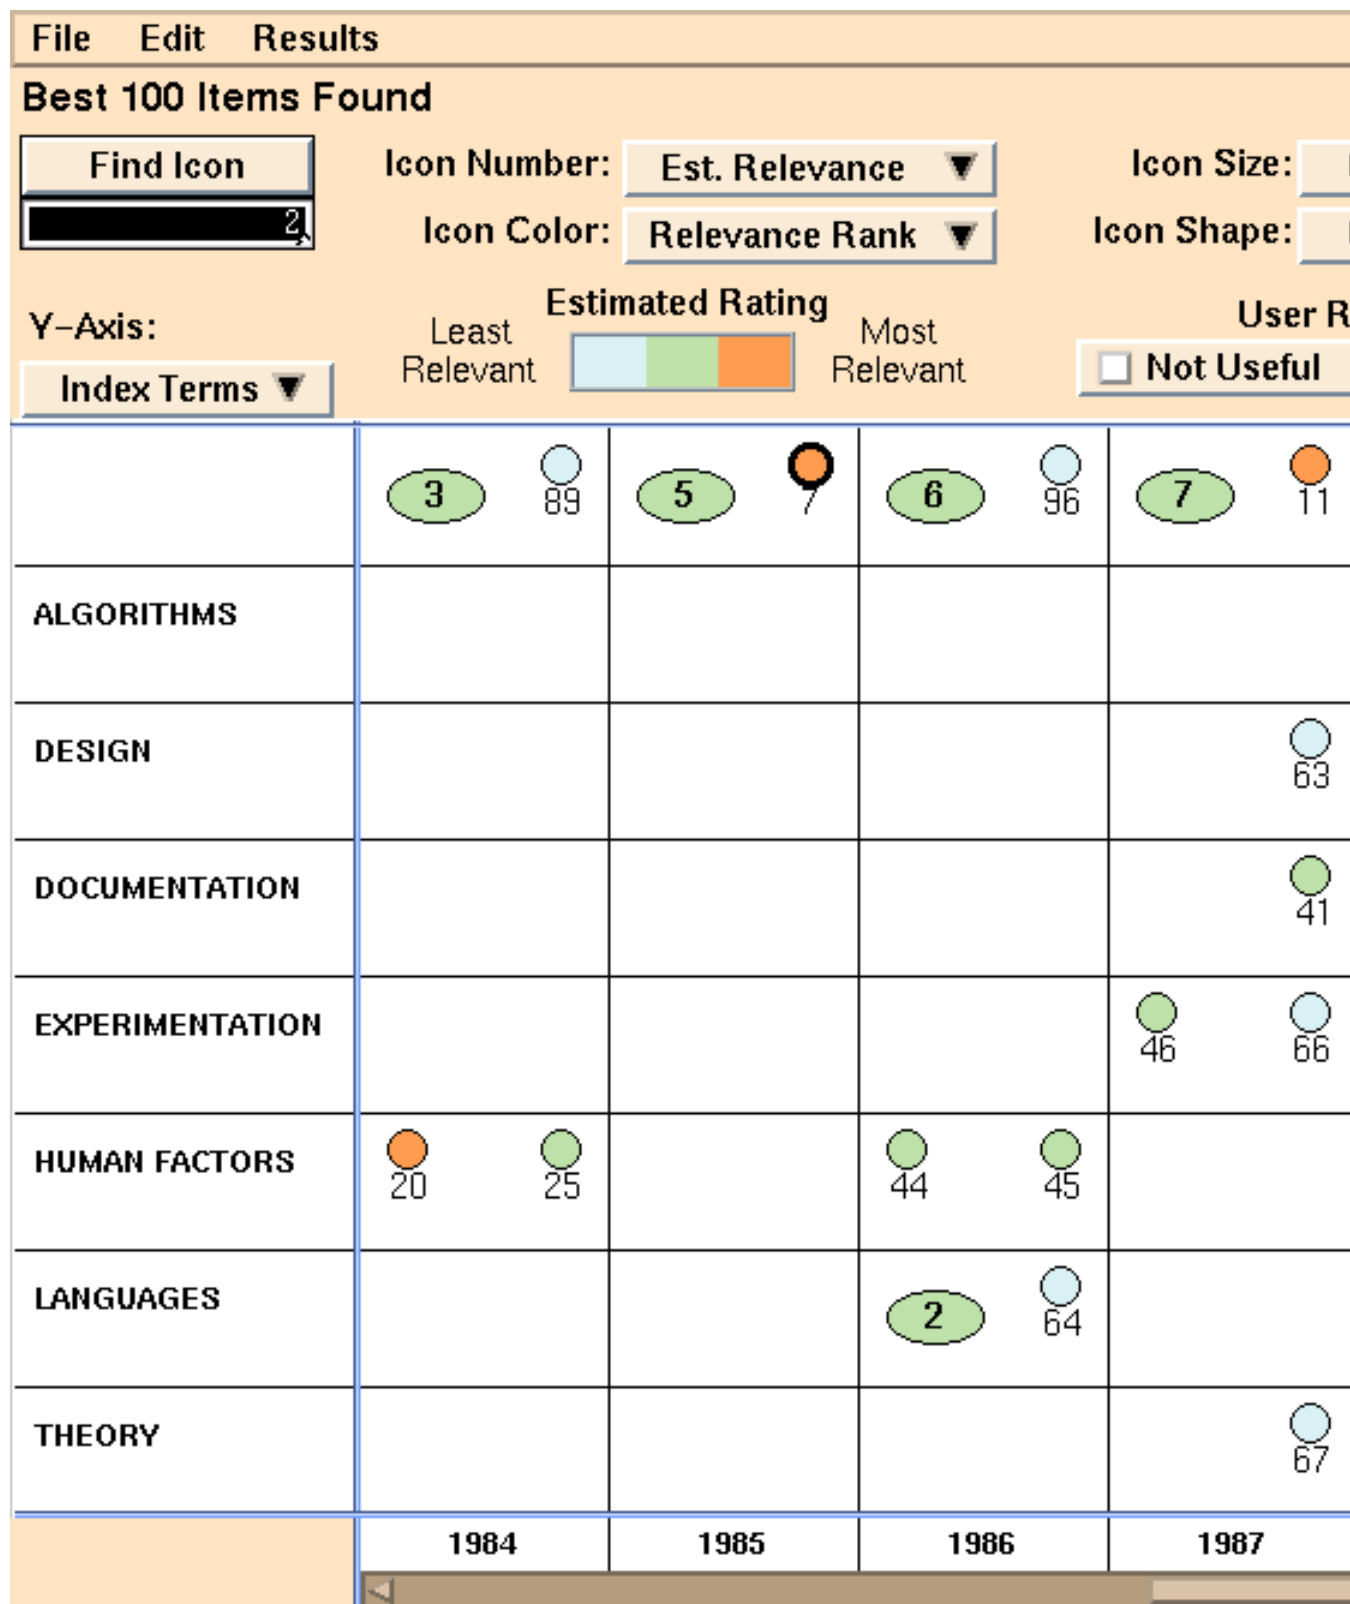 File Edit Results
Best 100 Items Found
Find Icon Icon Number: Est. Relevance Icon Size:
2 Icon Color: Relevance Rank Icon Shape:
Y-Axis: Least Relevant Estimated Rating Most Relevant User R
Index Terms Not Useful
3 89 5 7 6 96 7 11
ALGORITHMS
DESIGN 63
DOCUMENTATION 41
EXPERIMENTATION 46 66
HUMAN FACTORS 20 25 44 45
LANGUAGES 2 64
THEORY 67
1984 1985 1986 1987